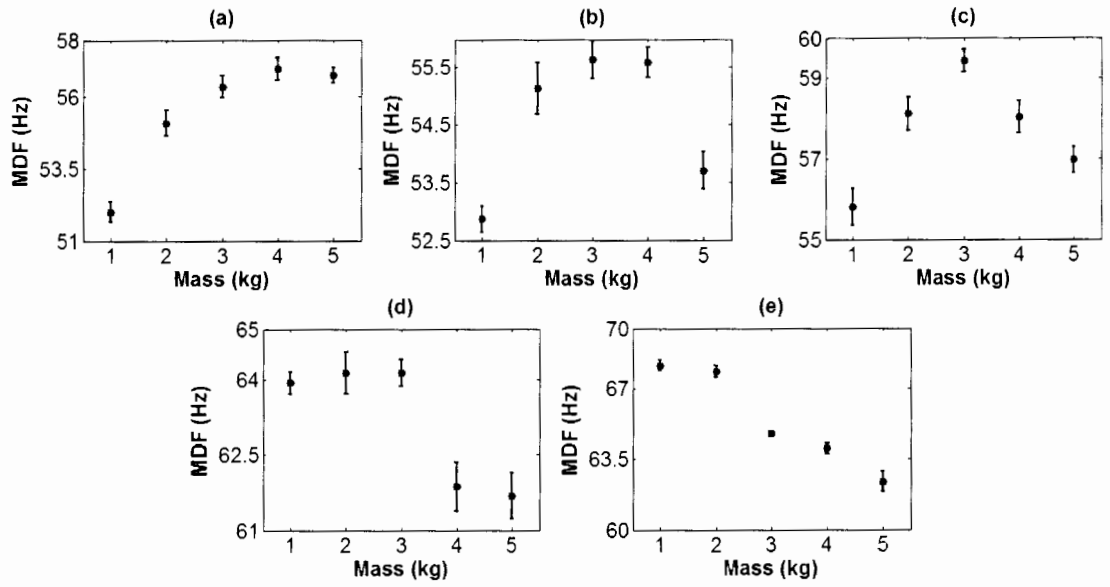 (a)
MDF (Hz)
58
56
53.5
51
1 2 3 4 5
Mass (kg)
(b)
MDF (Hz)
55.5
54.5
53.5
52.5
1 2 3 4 5
Mass (kg)
(c)
MDF (Hz)
60
59
57
55
1 2 3 4 5
Mass (kg)
(d)
MDF (Hz)
65
64
62.5
61
1 2 3 4 5
Mass (kg)
(e)
MDF (Hz)
70
67
63.5
60
1 2 3 4 5
Mass (kg)